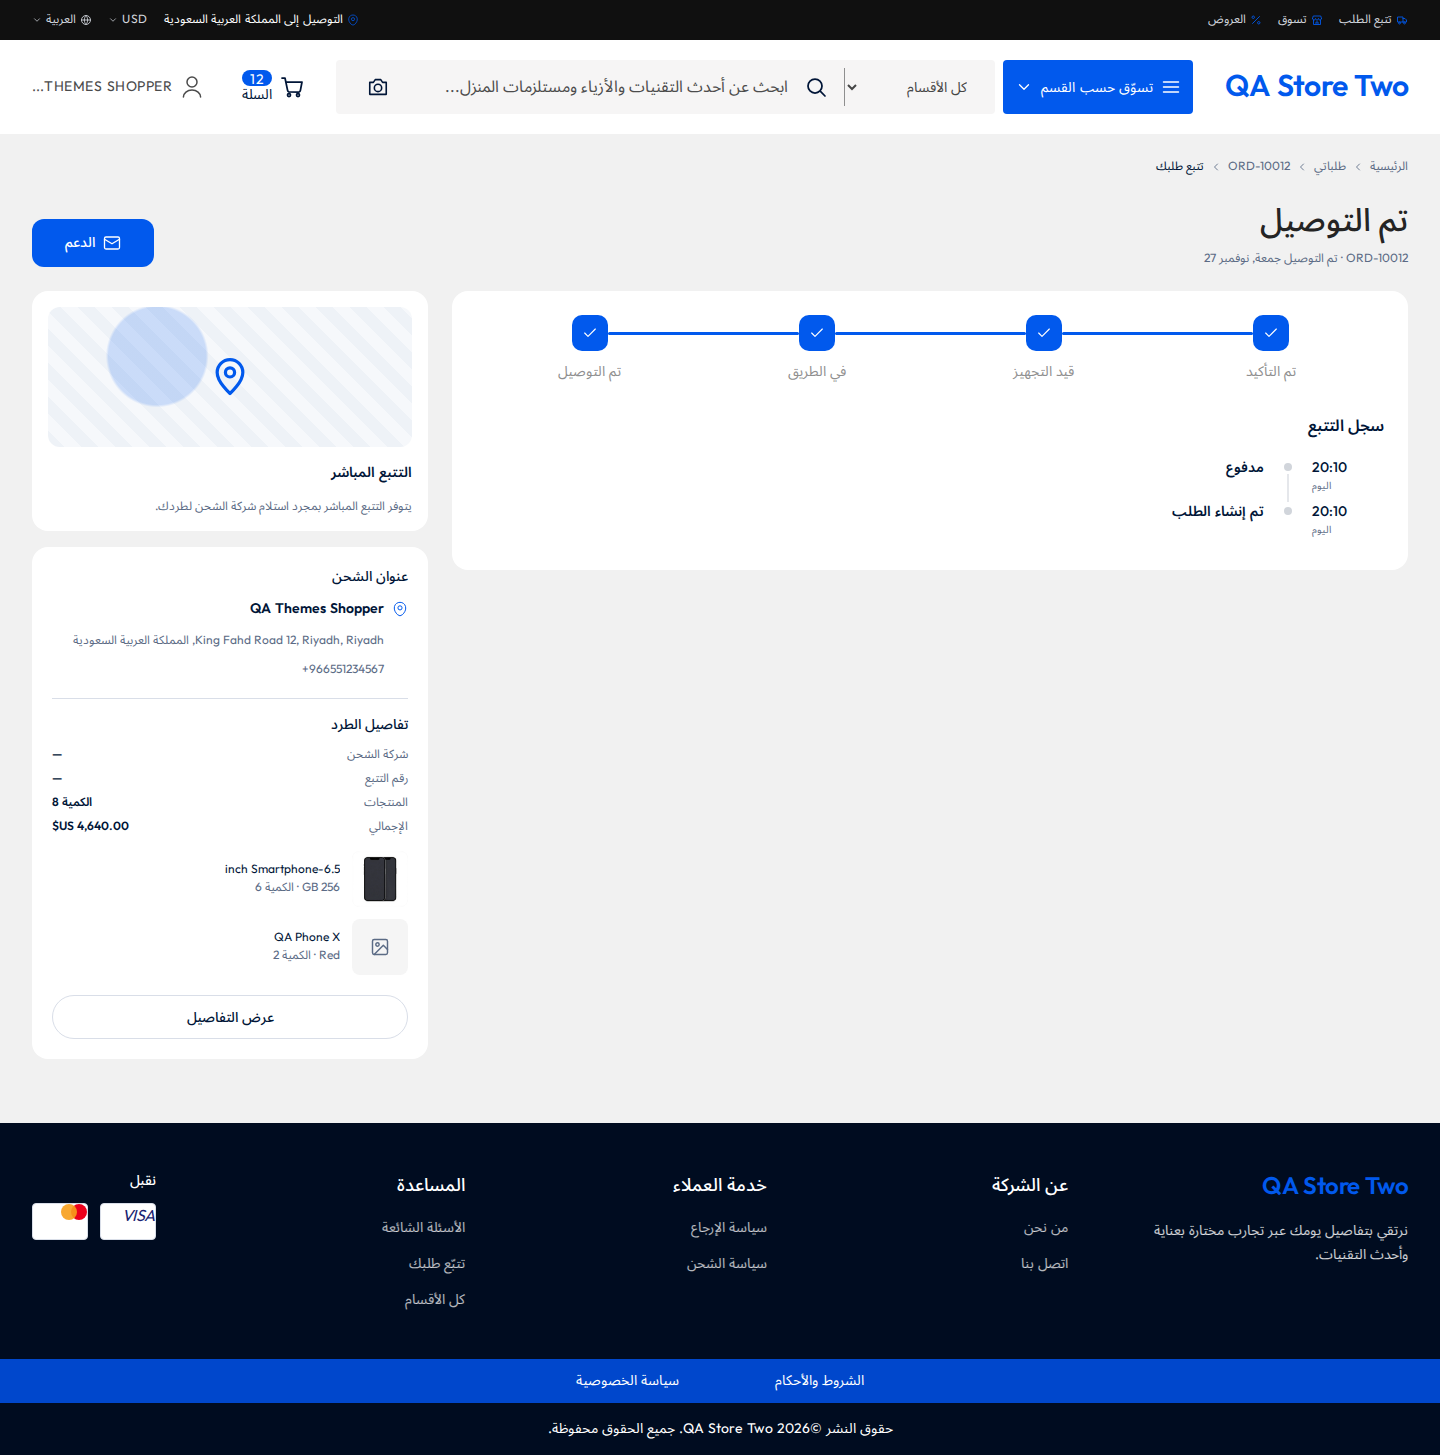 تتبع الطلب
تسوق
العروض
التوصيل إلى المملكة العربية السعودية
USD
العربية
QA Store Two
تسوّق حسب القسم
كل الأقسام
ابحث عن أحدث التقنيات والأزياء ومستلزمات المنزل...
12
السلة
THEMES SHOPPER...
الرئيسية
طلباتي
ORD-10012
تتبع طلبك
تم التوصيل
ORD-10012 · تم التوصيل جمعة, نوفمبر 27
الدعم
تم التأكيد
قيد التجهيز
في الطريق
تم التوصيل
سجل التتبع
20:10
مدفوع
اليوم
20:10
تم إنشاء الطلب
اليوم
التتبع المباشر
يتوفر التتبع المباشر بمجرد استلام شركة الشحن لطردك.
عنوان الشحن
QA Themes Shopper
King Fahd Road 12, Riyadh, Riyadh, المملكة العربية السعودية
+966551234567
تفاصيل الطرد
شركة الشحن
—
رقم التتبع
—
المنتجات
الكمية 8
الإجمالي
$US 4,640.00
inch Smartphone-6.5
GB 256 · الكمية 6
QA Phone X
Red · الكمية 2
عرض التفاصيل
QA Store Two
نرتقي بتفاصيل يومك عبر تجارب مختارة بعناية
وأحدث التقنيات.
عن الشركة
من نحن
اتصل بنا
خدمة العملاء
سياسة الإرجاع
سياسة الشحن
المساعدة
الأسئلة الشائعة
تتبّع طلبك
كل الأقسام
نقبل
VISA
الشروط والأحكام
سياسة الخصوصية
حقوق النشر ©2026 QA Store Two. جميع الحقوق محفوظة.